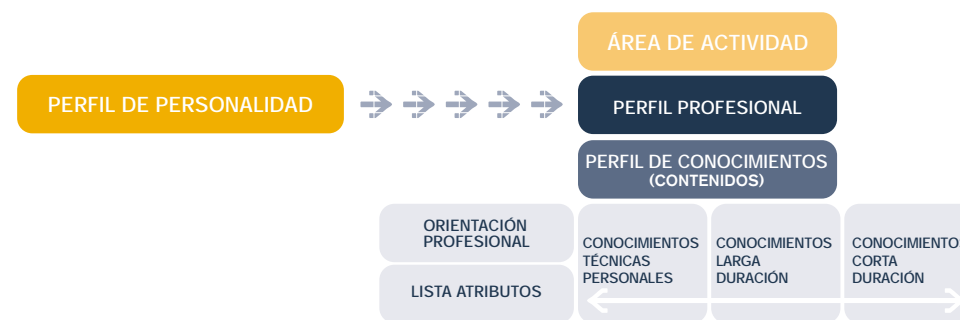 ÁREA DE ACTIVIDAD
PERFIL DE PERSONALIDAD
PERFIL PROFESIONAL
PERFIL DE CONOCIMIENTOS
(CONTENIDOS)
ORIENTACIÓN
PROFESIONAL
LISTA ATRIBUTOS
CONOCIMIENTOS
TÉCNICAS
PERSONALES
CONOCIMIENTOS
LARGA
DURACIÓN
CONOCIMIENTO
CORTA
DURACIÓN